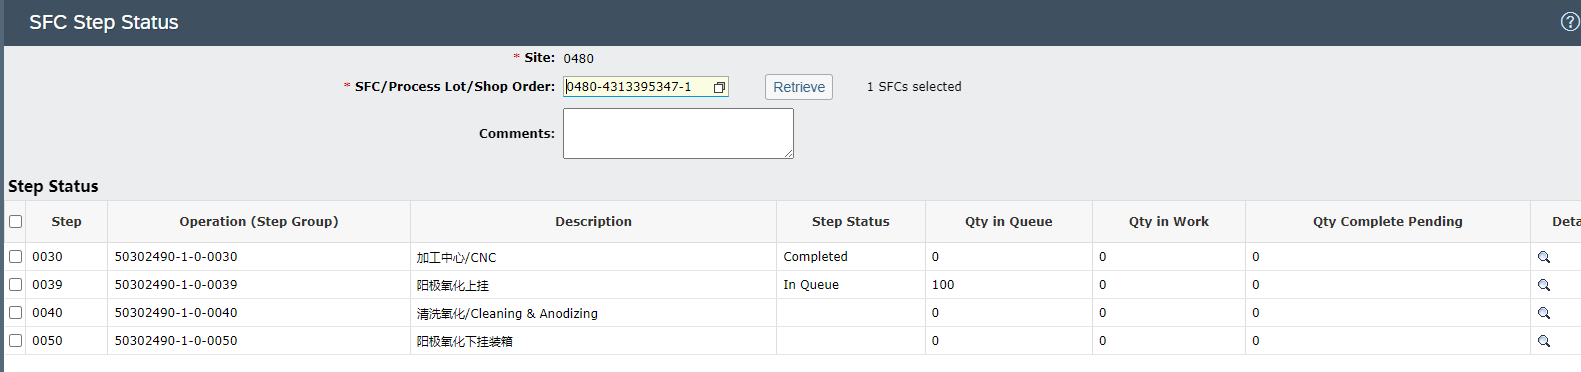 SFC Step Status
* Site: 0480
* SFC/Process Lot/Shop Order: 0480-4313395347-1 Retrieve 1 SFCs selected
Comments:
Step Status
Step Operation (Step Group) Description Step Status Qty in Queue Qty in Work Qty Complete Pending Deta
0030 50302490-1-0-0030 加工中心/CNC Completed 0 0 0
0039 50302490-1-0-0039 阳极氧化上挂 In Queue 100 0 0
0040 50302490-1-0-0040 清洗氧化/Cleaning & Anodizing 0 0 0
0050 50302490-1-0-0050 阳极氧化下挂装箱 0 0 0